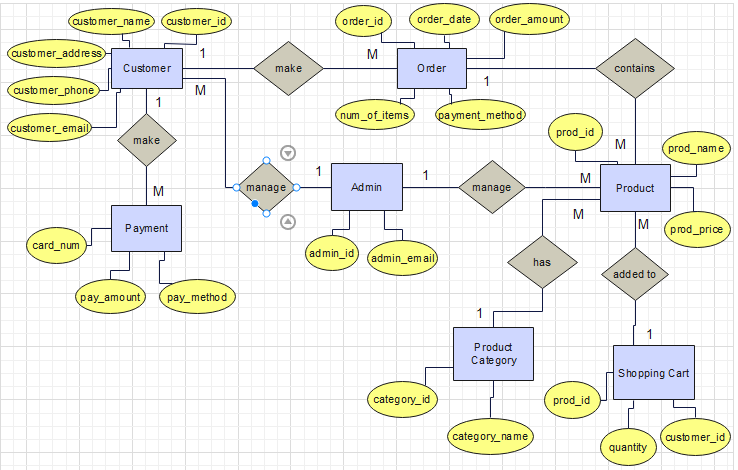 customer_name
customer_id
order_id
order_date
order_amount
customer_address
1
M
Customer
make
Order
contains
M
1
customer_phone
1
customer_email
num_of_items
payment_method
make
prod_id
M
prod_name
1
1
M
manage
Admin
manage
Product
M
M
M
Payment
card_num
prod_price
admin_id
admin_email
has
added to
pay_amount
pay_method
1
1
Product
Category
Shopping Cart
category_id
prod_id
category_name
quantity
customer_id